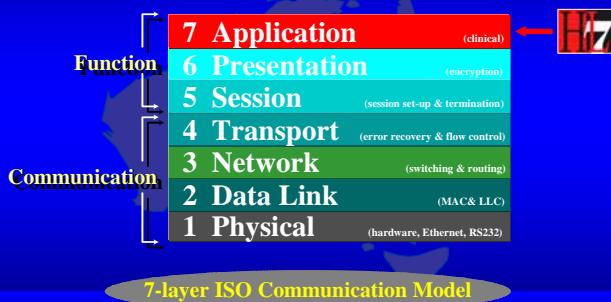 7 Application (clinical)
HL7
Function
6 Presentation (encryption)
5 Session (session set-up & termination)
4 Transport (error recovery & flow control)
3 Network (switching & routing)
Communication
2 Data Link (MAC& LLC)
1 Physical (hardware, Ethernet, RS232)
7-layer ISO Communication Model